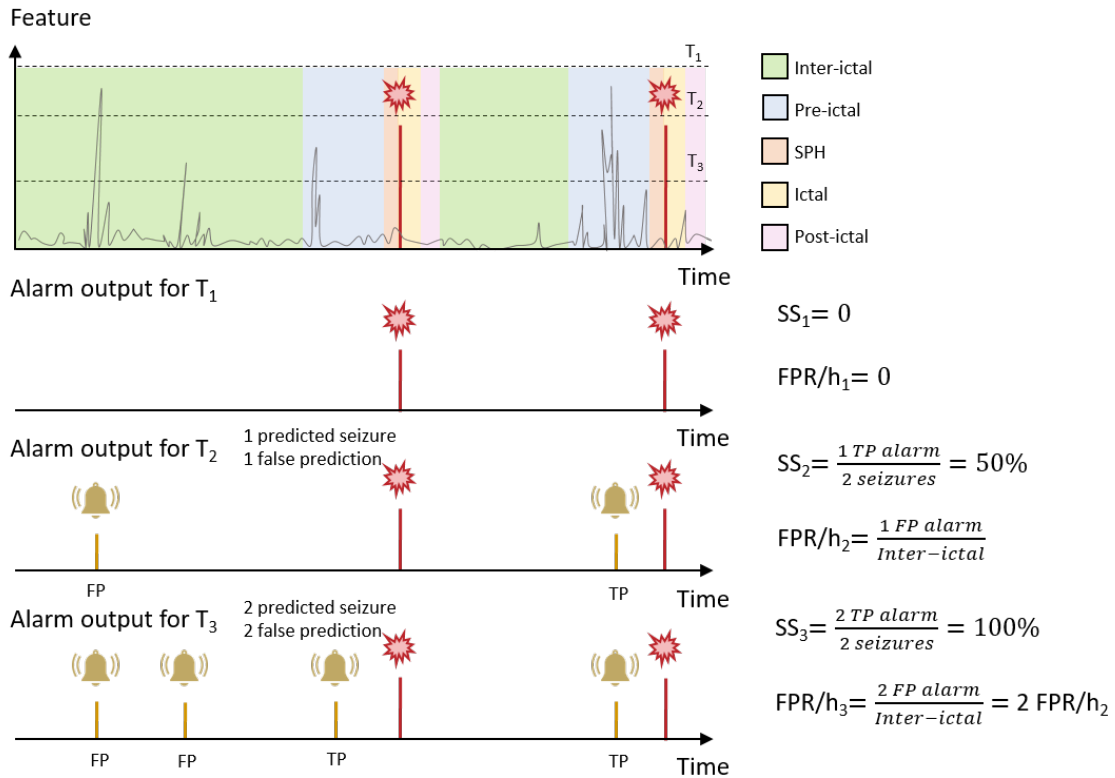 Feature
T1
T2
T3
Time
Inter-ictal
Pre-ictal
SPH
Ictal
Post-ictal
Alarm output for T1
Time
SS1= 0
FPR/h1= 0
Alarm output for T2
1 predicted seizure
1 false prediction
FP
TP
Time
SS2= 1 TP alarm / 2 seizures = 50%
FPR/h2= 1 FP alarm / Inter−ictal
Alarm output for T3
2 predicted seizure
2 false prediction
FP
FP
TP
TP
Time
SS3= 2 TP alarm / 2 seizures = 100%
FPR/h3= 2 FP alarm / Inter−ictal = 2 FPR/h2